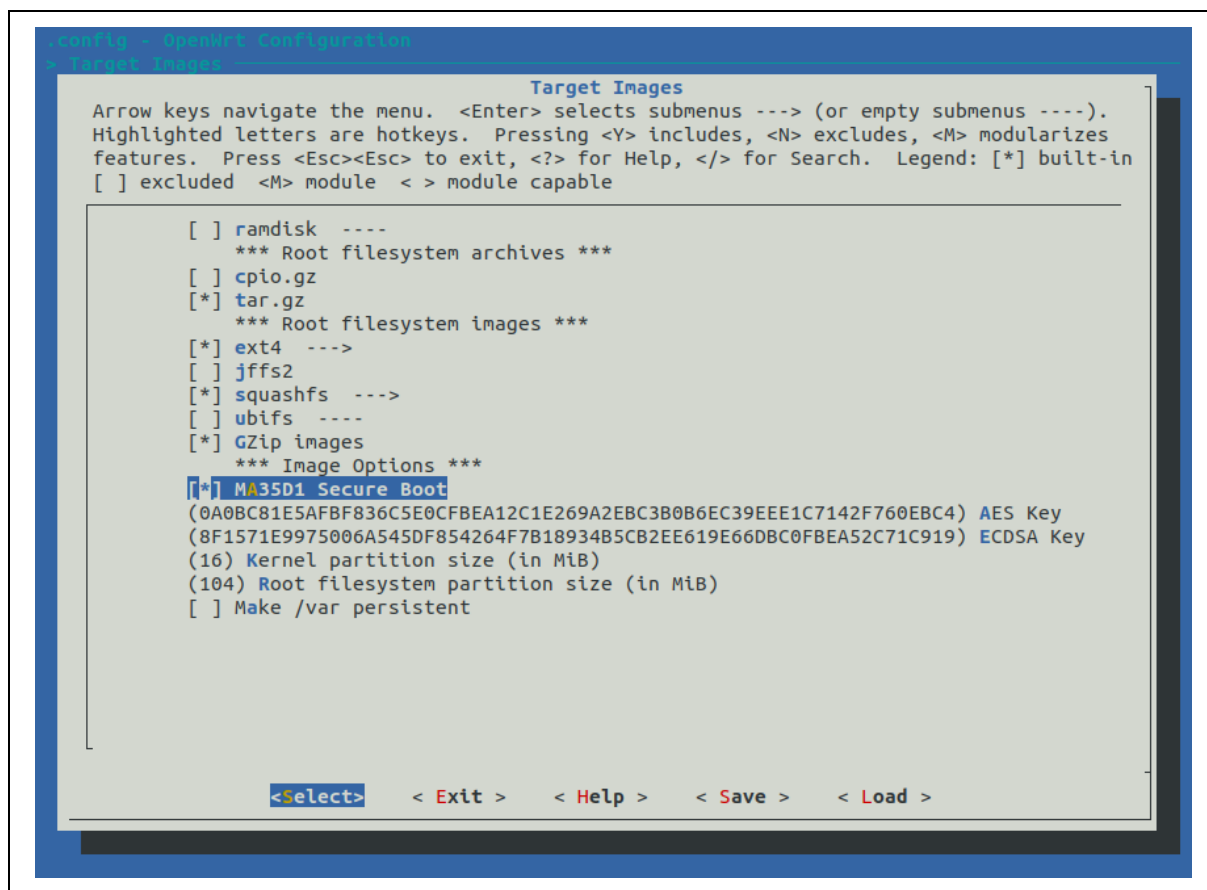 .config - OpenWrt Configuration
> Target Images
Target Images
Arrow keys navigate the menu.  <Enter> selects submenus ---> (or empty submenus ----).
Highlighted letters are hotkeys.  Pressing <Y> includes, <N> excludes, <M> modularizes
features.  Press <Esc><Esc> to exit, <?> for Help, </> for Search.  Legend: [*] built-in
[ ] excluded  <M> module  < > module capable
[ ] ramdisk  ----
*** Root filesystem archives ***
[ ] cpio.gz
[*] tar.gz
*** Root filesystem images ***
[*] ext4  --->
[ ] jffs2
[*] squashfs  --->
[ ] ubifs  ----
[*] GZip images
*** Image Options ***
[*] MA35D1 Secure Boot
(0A0BC81E5AFBF836C5E0CFBEA12C1E269A2EBC3B0B6EC39EEE1C7142F760EBC4) AES Key
(8F1571E9975006A545DF854264F7B18934B5CB2EE619E66DBC0FBEA52C71C919) ECDSA Key
(16) Kernel partition size (in MiB)
(104) Root filesystem partition size (in MiB)
[ ] Make /var persistent
<Select>    < Exit >    < Help >    < Save >    < Load >